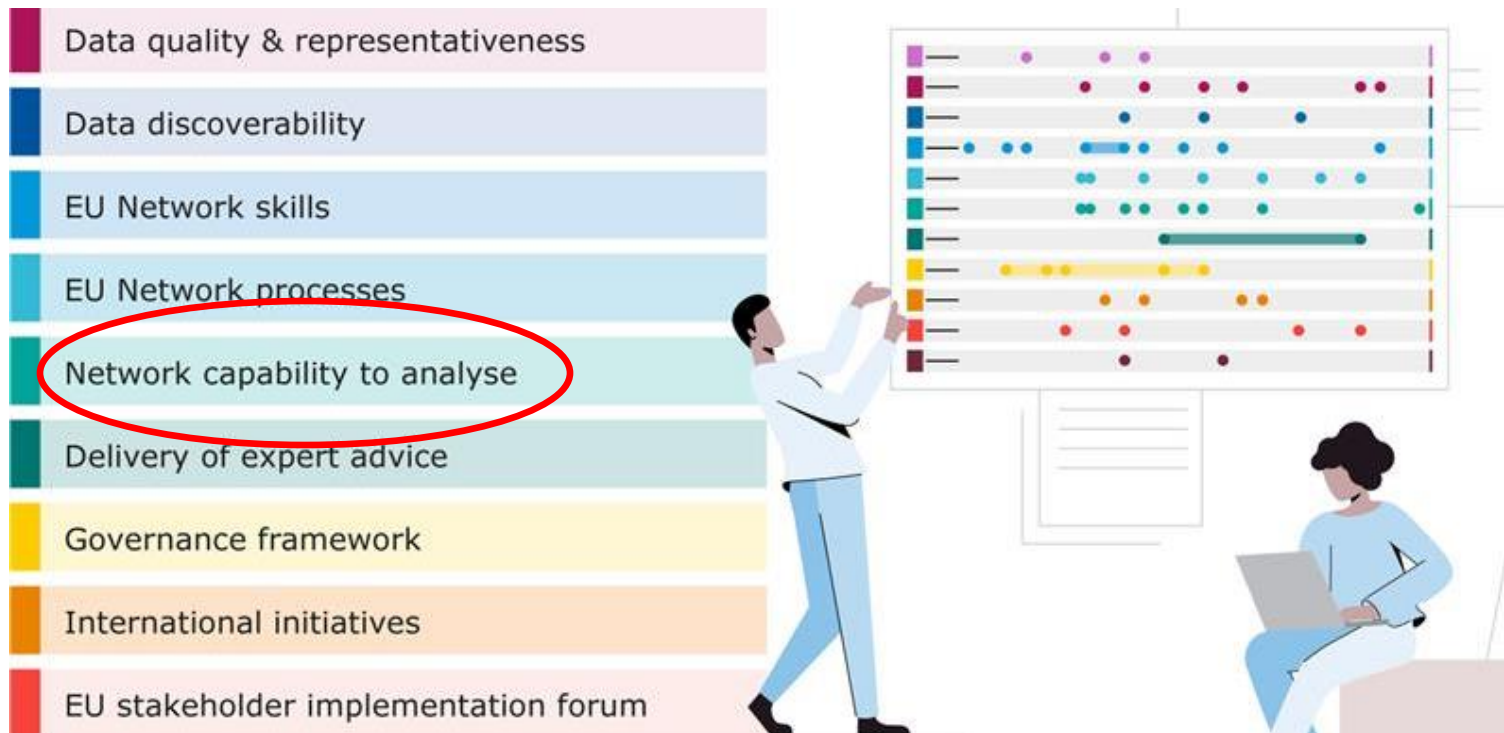 Data quality & representativeness
Data discoverability
EU Network skills
EU Network processes
Network capability to analyse
Delivery of expert advice
Governance framework
International initiatives
EU stakeholder implementation forum